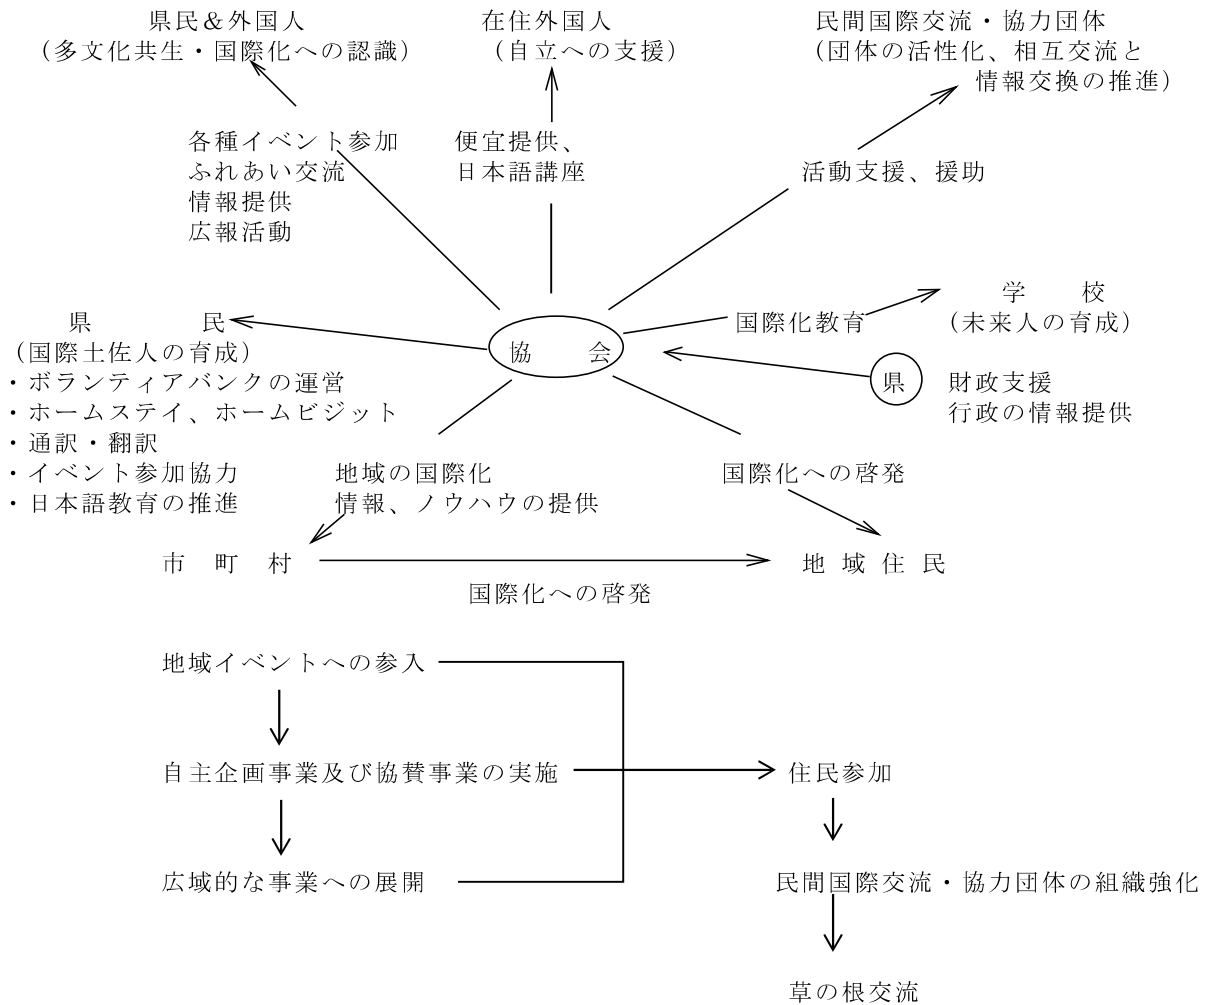 県民＆外国人
（多文化共生・国際化への認識）
在住外国人
（自立への支援）
民間国際交流・協力団体
（団体の活性化、相互交流と
情報交換の推進）
各種イベント参加
ふれあい交流
情報提供
広報活動
便宜提供、
日本語講座
活動支援、援助
県　民
（国際土佐人の育成）
・ボランティアバンクの運営
・ホームステイ、ホームビジット
・通訳・翻訳
・イベント参加協力
・日本語教育の推進
協　会
国際化教育
学　校
（未来人の育成）
県
財政支援
行政の情報提供
地域の国際化
情報、ノウハウの提供
国際化への啓発
市　町　村
地域住民
国際化への啓発
地域イベントへの参入
自主企画事業及び協賛事業の実施
住民参加
広域的な事業への展開
民間国際交流・協力団体の組織強化
草の根交流